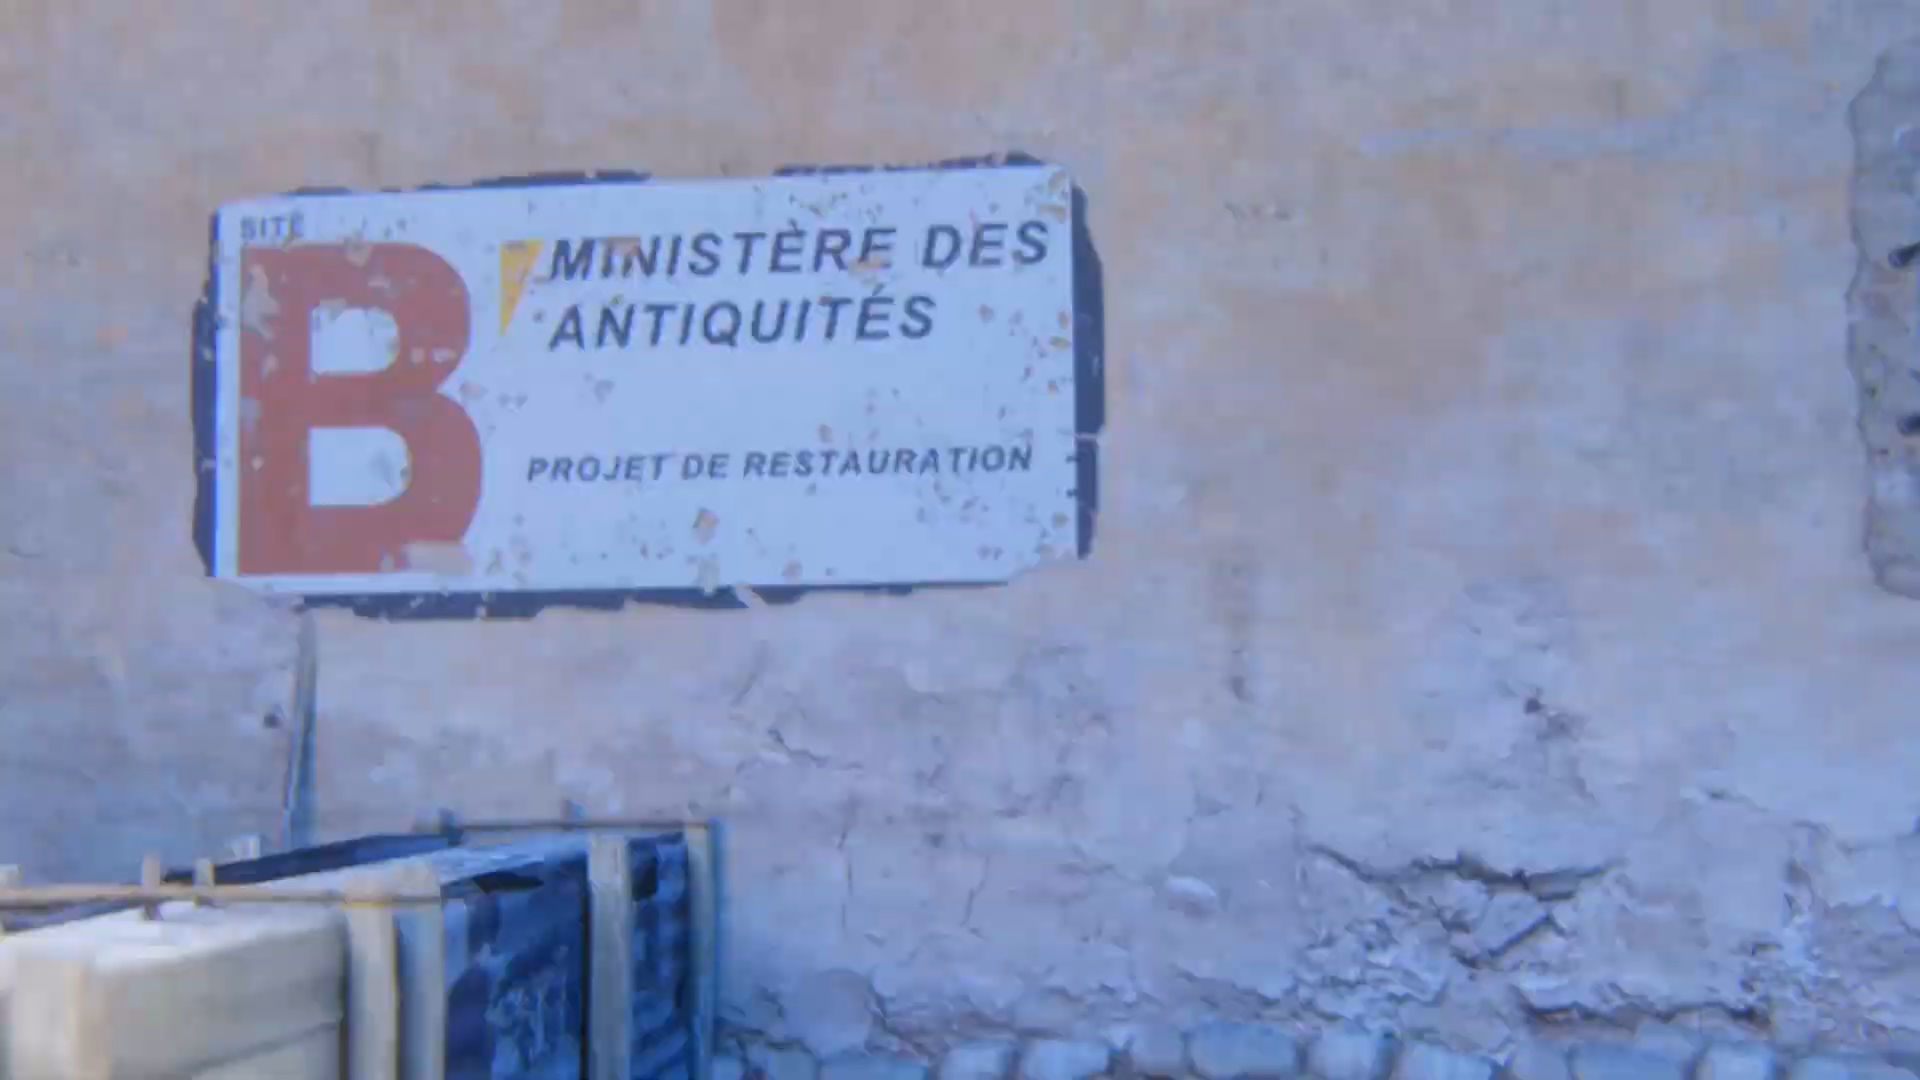 SITE
B
MINISTÈRE DES
ANTIQUITÉS
PROJET DE RESTAURATION